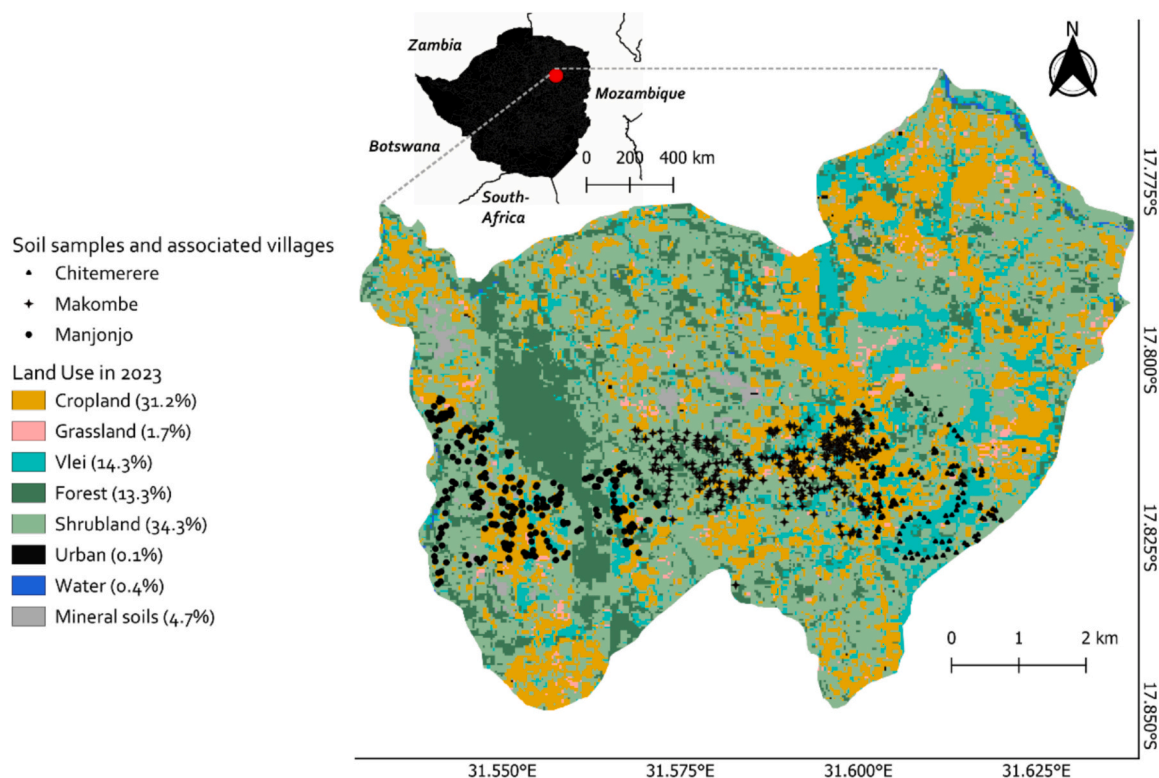 Zambia
N
Mozambique
Botswana
0 200 400 km
South-
Africa
17.775°S
Soil samples and associated villages
Chitemerere
Makombe
Manjonjo
Land Use in 2023
Cropland (31.2%)
Grassland (1.7%)
Vlei (14.3%)
Forest (13.3%)
Shrubland (34.3%)
Urban (0.1%)
Water (0.4%)
Mineral soils (4.7%)
17.800°S
17.825°S
0 1 2 km
17.850°S
31.550°E 31.575°E 31.600°E 31.625°E